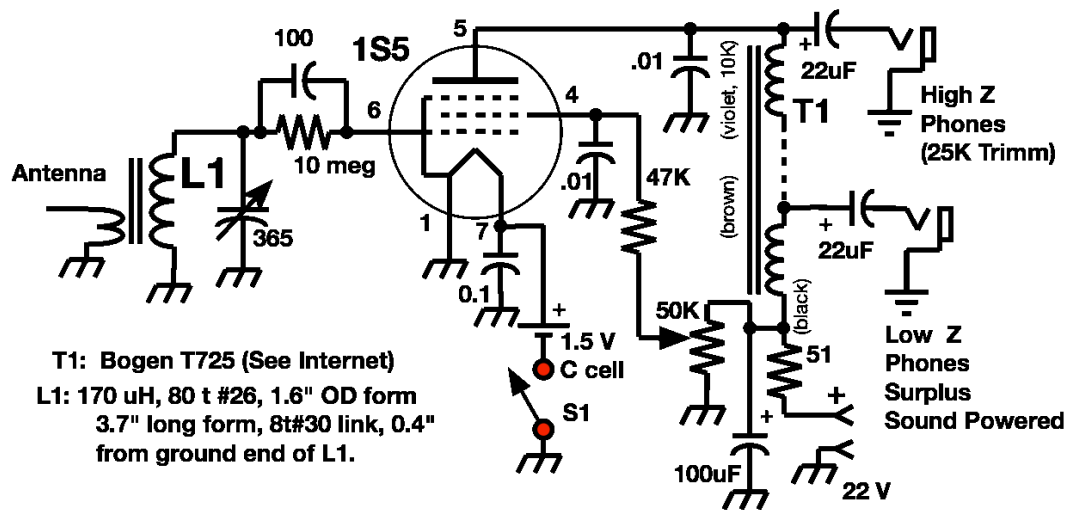 100
1S5
5
6
4
10 meg
Antenna
L1
365
1
7
0.1
.01
47K
.01
(violet, 10K)
T1
+
22uF
High Z
Phones
(25K Trimm)
(brown)
+
22uF
Low Z
Phones
Surplus
Sound Powered
(black)
50K
51
+
1.5 V
C cell
S1
+
100uF
+
22 V
T1: Bogen T725 (See Internet)
L1: 170 uH, 80 t #26, 1.6" OD form
3.7" long form, 8t#30 link, 0.4"
from ground end of L1.